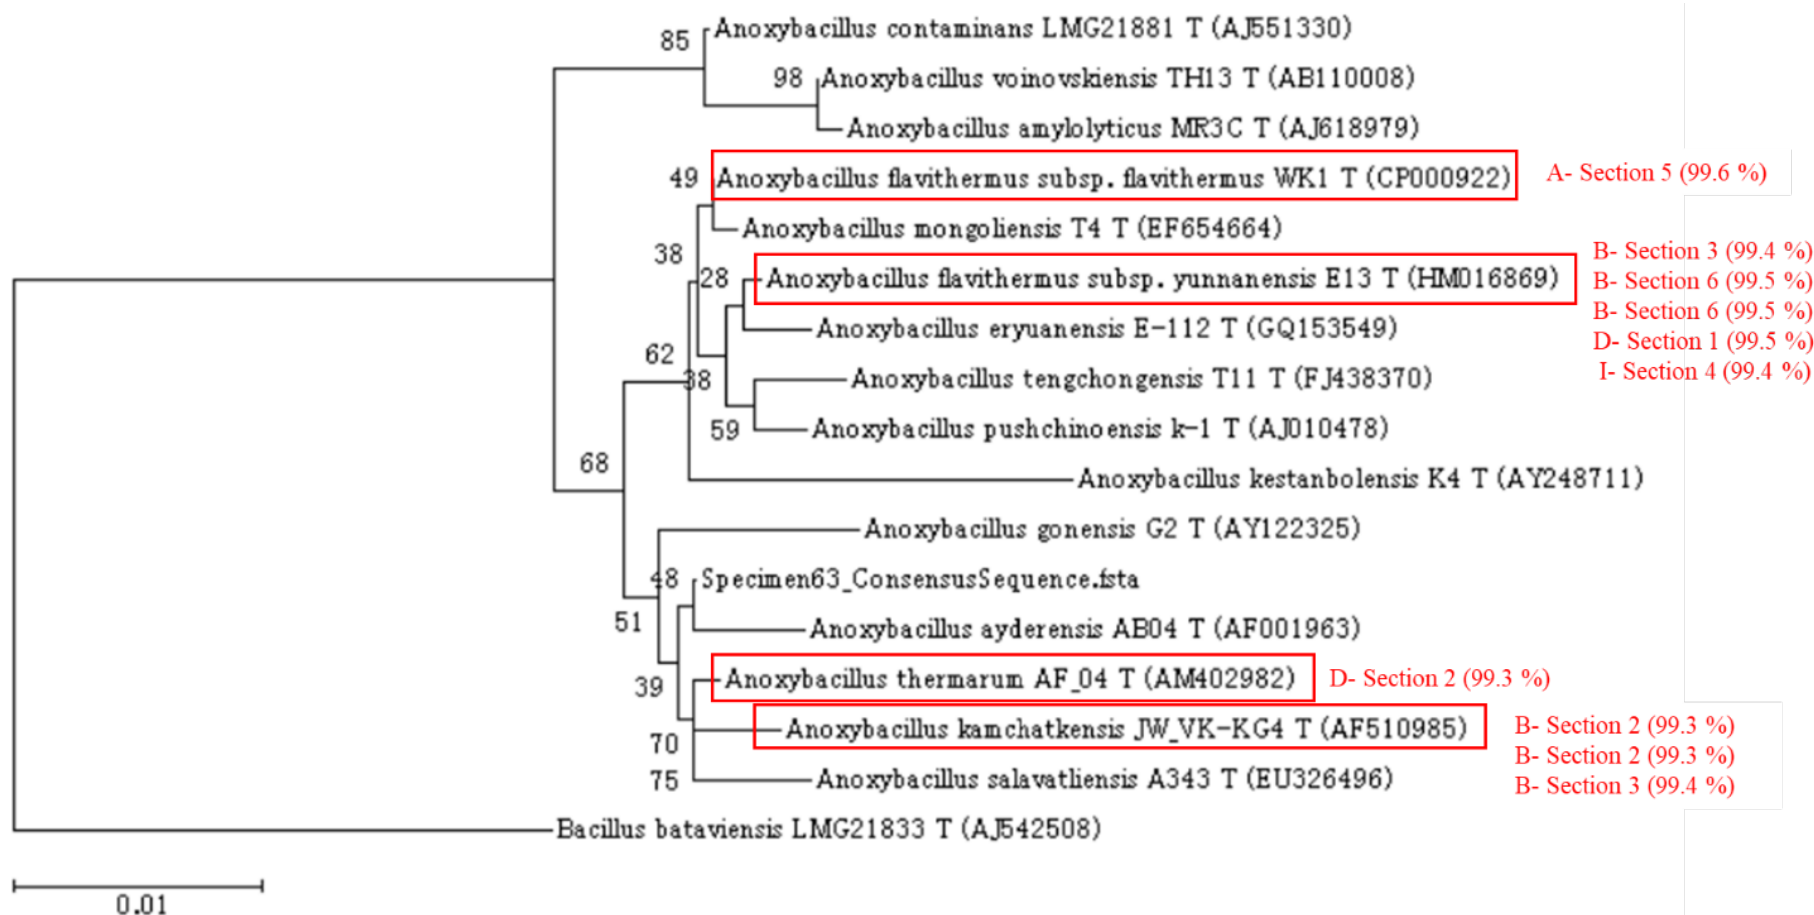 85
Anoxybacillus contaminans LMG21881 T (AJ551330)
98
Anoxybacillus voinovskiensis TH13 T (AB110008)
Anoxybacillus amylolyticus MR3C T (AJ618979)
49
Anoxybacillus flavithermus subsp. flavithermus WK1 T (CP000922)
A- Section 5 (99.6 %)
Anoxybacillus mongoliensis T4 T (EF654664)
38
28
Anoxybacillus flavithermus subsp. yunnanensis E13 T (HM016869)
B- Section 3 (99.4 %)
B- Section 6 (99.5 %)
B- Section 6 (99.5 %)
D- Section 1 (99.5 %)
I- Section 4 (99.4 %)
Anoxybacillus eryuanensis E-112 T (GQ153549)
62
38
Anoxybacillus tengchongensis T11 T (FJ438370)
59
Anoxybacillus pushchinoensis k-1 T (AJ010478)
68
Anoxybacillus kestanbolensis K4 T (AY248711)
Anoxybacillus gonensis G2 T (AY122325)
48
Specimen63_ConsensusSequence.fsta
51
Anoxybacillus ayderensis AB04 T (AF001963)
39
Anoxybacillus thermarum AF_04 T (AM402982)
D- Section 2 (99.3 %)
70
Anoxybacillus kamchatkensis JW_VK-KG4 T (AF510985)
B- Section 2 (99.3 %)
B- Section 2 (99.3 %)
B- Section 3 (99.4 %)
75
Anoxybacillus salavatliensis A343 T (EU326496)
Bacillus bataviensis LMG21833 T (AJ542508)
0.01